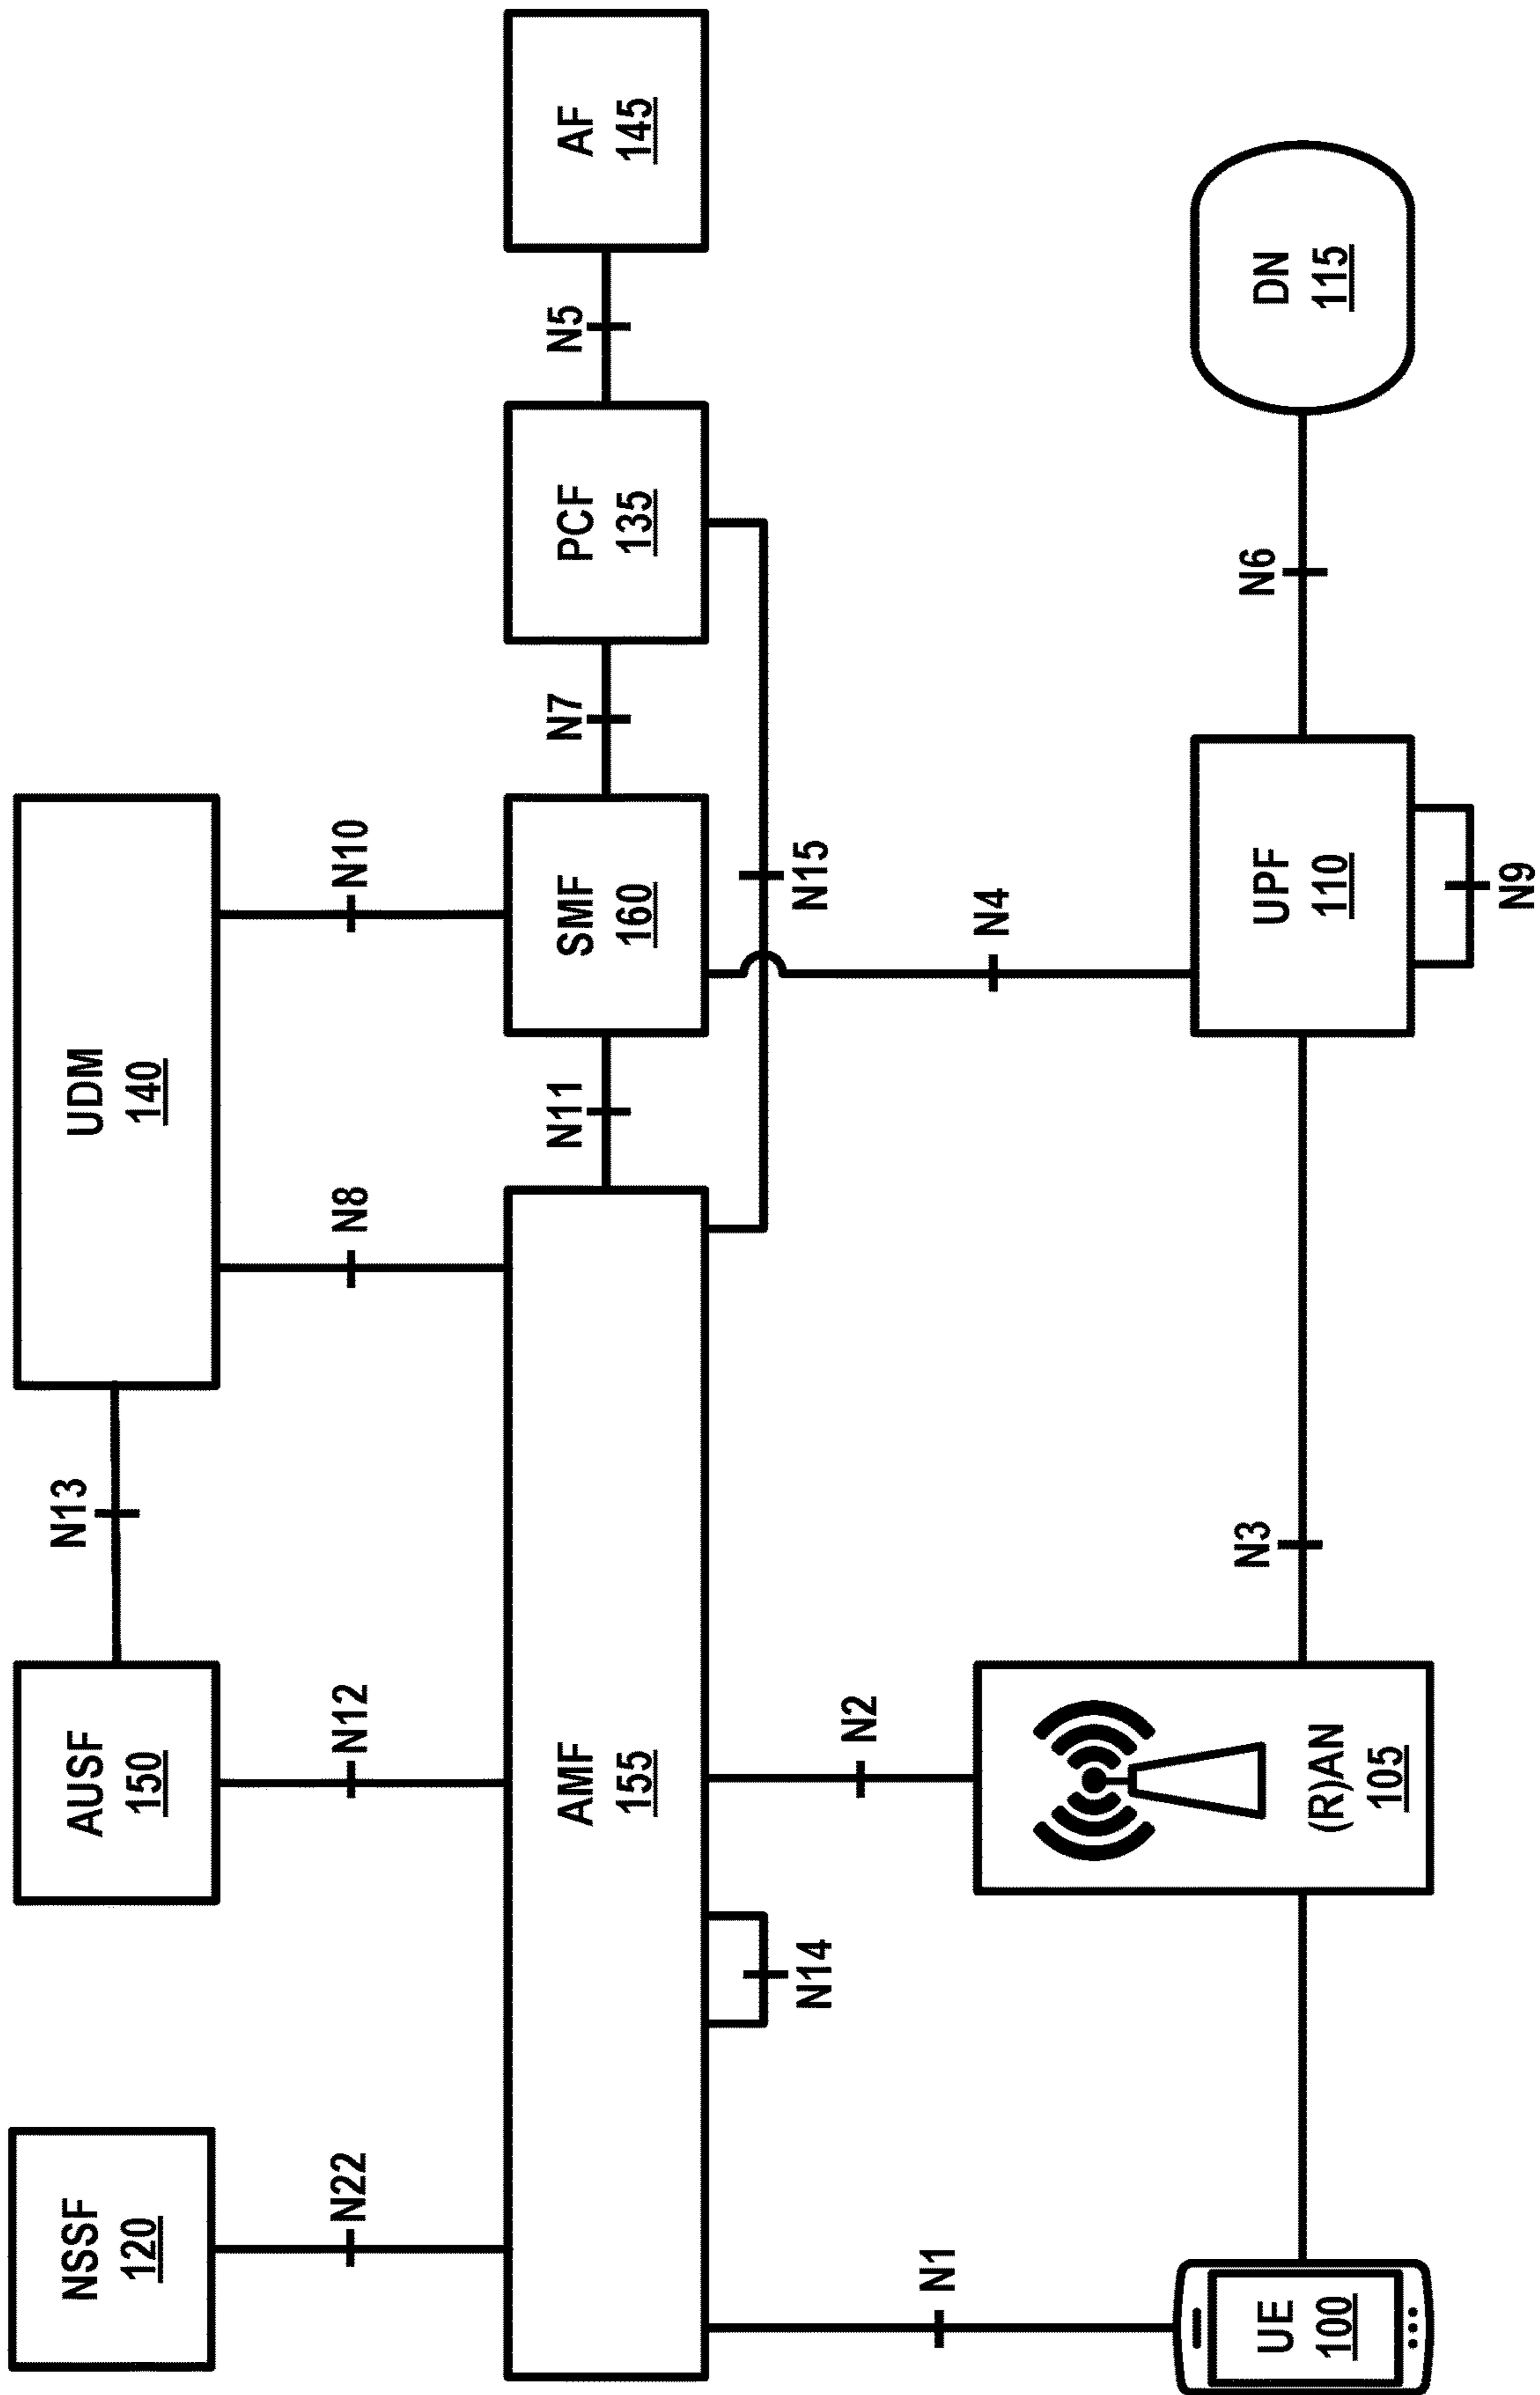 NSSF
120
AUSF
150
N13
UDM
140
N22
N12
N8
N10
AMF
155
N11
SMF
160
N7
PCF
135
N5
AF
145
N14
N15
N1
N2
N4
UE
100
(R)AN
105
N3
UPF
110
N6
DN
115
N9